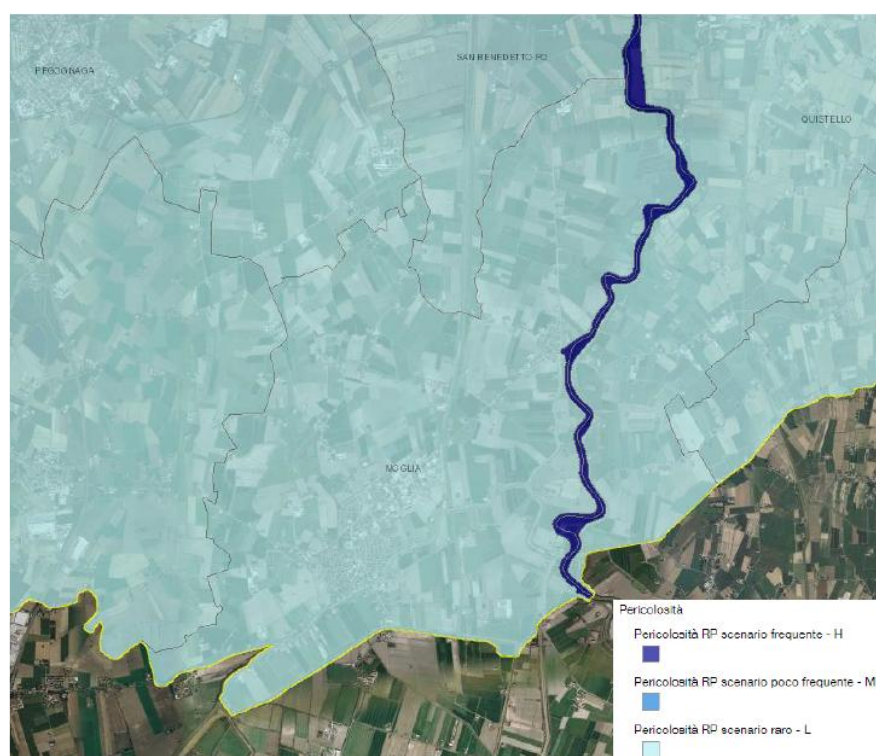 PEGOGNAGA
SAN BENEDETTO PO
QUISTELLO
MOGLIA
Pericolosità
Pericolosità RP scenario frequente - H
Pericolosità RP scenario poco frequente - M
Pericolosità RP scenario raro - L